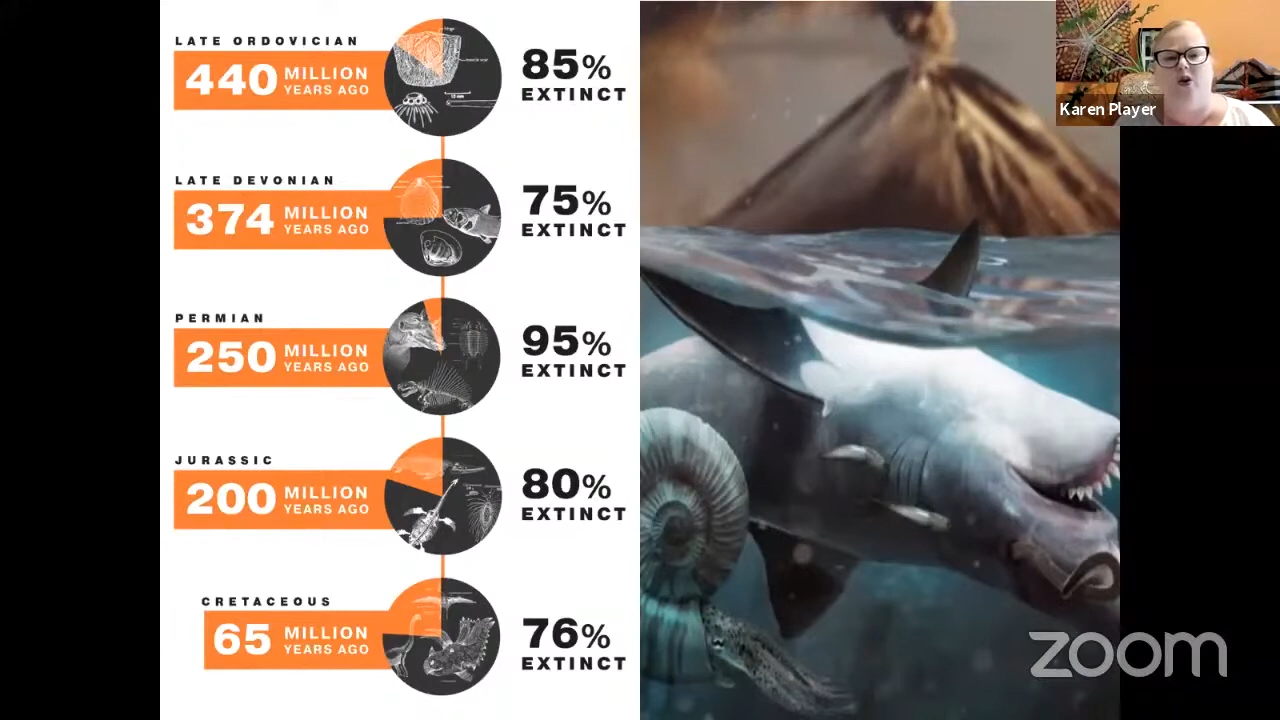 LATE ORDOVICIAN
440 MILLION
YEARS AGO
85%
EXTINCT
LATE DEVONIAN
374 MILLION
YEARS AGO
75%
EXTINCT
PERMIAN
250 MILLION
YEARS AGO
95%
EXTINCT
JURASSIC
200 MILLION
YEARS AGO
80%
EXTINCT
CRETACEOUS
65 MILLION
YEARS AGO
76%
EXTINCT
Karen Player
zoom